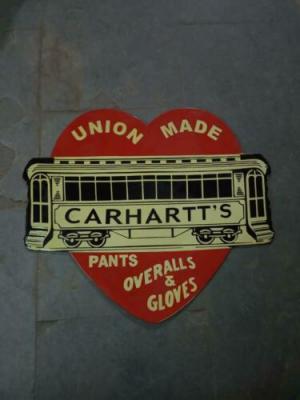 UNION MADE
CARHARTT'S
PANTS
OVERALLS
&
GLOVES